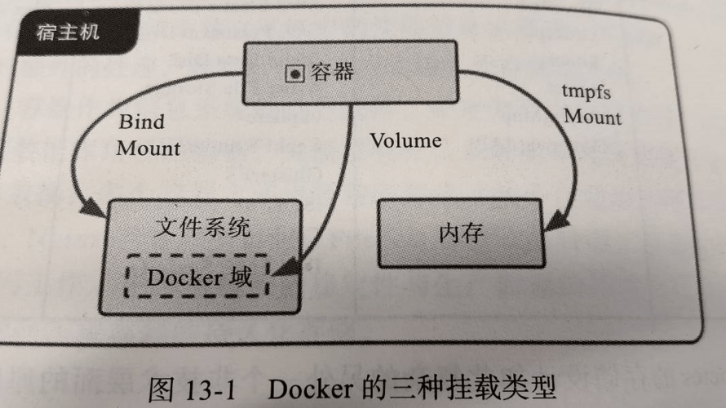 宿主机
容器
Bind
Mount
Volume
tmpfs
Mount
文件系统
Docker 域
内存
图 13-1 Docker 的三种挂载类型